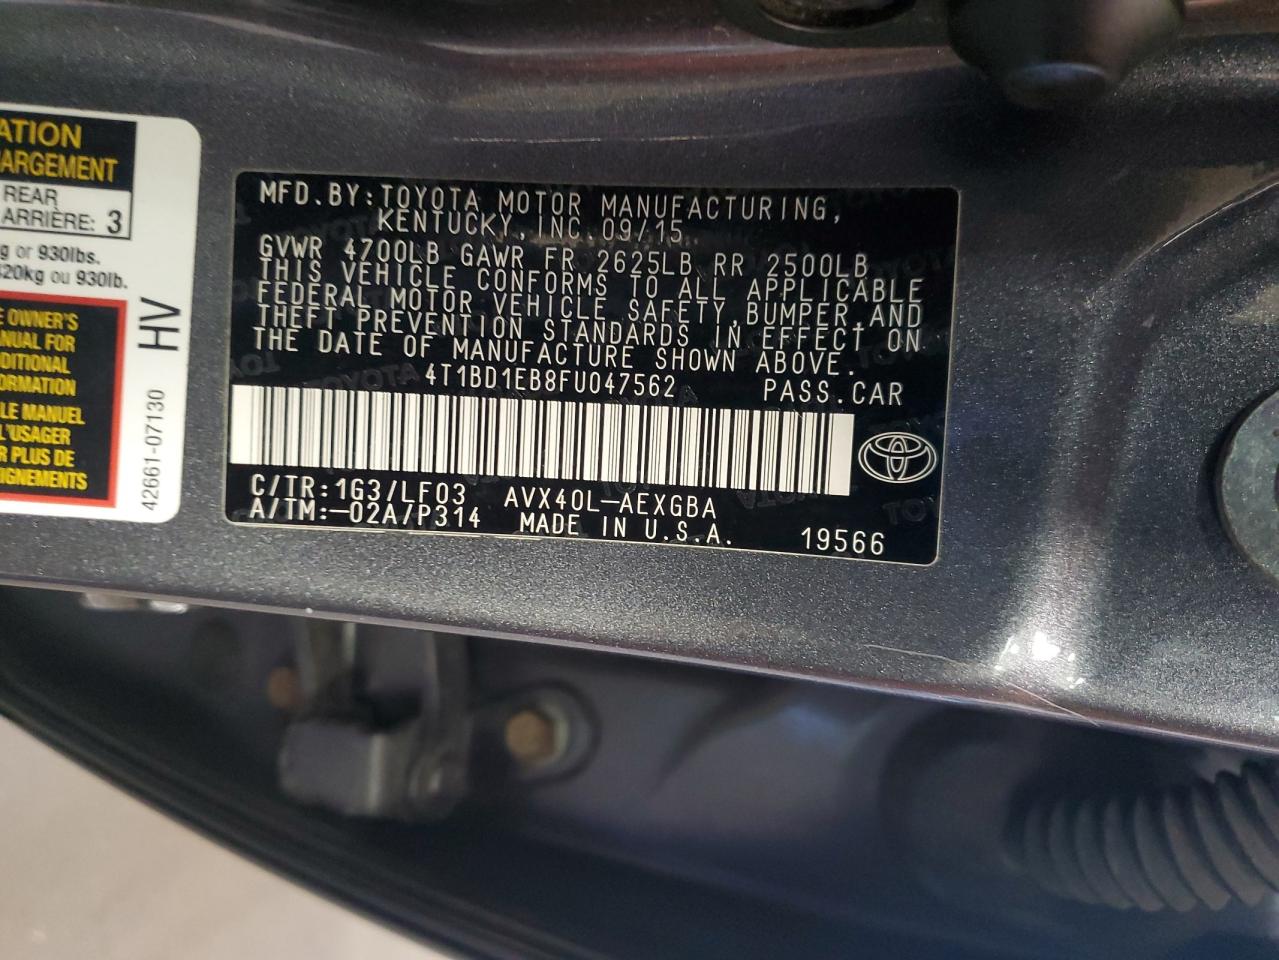 ATION
ARGEMENT
REAR
ARRIÈRE: 3
g or 930lbs.
420kg ou 930lb.
E OWNER'S
ANUAL FOR
DDITIONAL
LE MANUEL
L'USAGER
R PLUS DE
IGNEMENTS
HV
42661-07130
MFD.BY:TOYOTA MOTOR MANUFACTURING,
KENTUCKY,INC.09/15
GVWR 4700LB GAWR FR 2625LB RR 2500LB
THIS VEHICLE CONFORMS TO ALL APPLICABLE
FEDERAL MOTOR VEHICLE SAFETY,BUMPER,AND
THEFT PREVENTION STANDARDS IN EFFECT ON
THE DATE OF MANUFACTURE SHOWN ABOVE.
4T1BD1EB8FU047562 PASS.CAR
C/TR:1G3/LF03 AVX40L-AEXGBA
A/TM:-02A/P314 MADE IN U.S.A. 19566